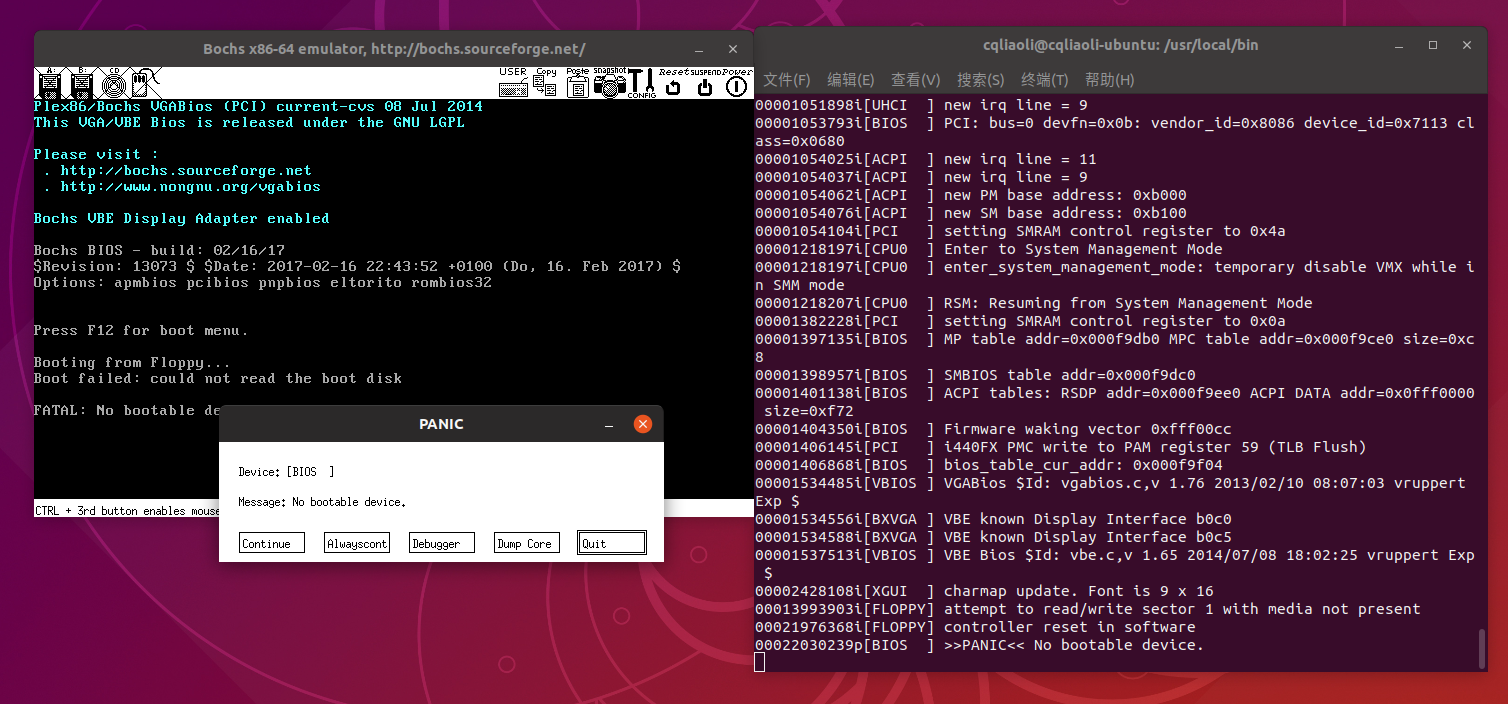 Bochs x86-64 emulator, http://bochs.sourceforge.net/
A: B: CD USER Copy Paste snapshot CONFIG Reset SUSPEND Power
Plex86/Bochs VGABios (PCI) current-cvs 08 Jul 2014
This VGA/VBE Bios is released under the GNU LGPL
Please visit :
. http://bochs.sourceforge.net
. http://www.nongnu.org/vgabios
Bochs VBE Display Adapter enabled
Bochs BIOS - build: 02/16/17
$Revision: 13073 $ $Date: 2017-02-16 22:43:52 +0100 (Do, 16. Feb 2017) $
Options: apmbios pcibios pnpbios eltorito rombios32
Press F12 for boot menu.
Booting from Floppy...
Boot failed: could not read the boot disk
FATAL: No bootable de
CTRL + 3rd button enables mouse
PANIC
Device: [BIOS  ]
Message: No bootable device.
Continue Alwayscont Debugger Dump Core Quit
cqliaoli@cqliaoli-ubuntu: /usr/local/bin
文件(F) 编辑(E) 查看(V) 搜索(S) 终端(T) 帮助(H)
00001051898i[UHCI  ] new irq line = 9
00001053793i[BIOS  ] PCI: bus=0 devfn=0x0b: vendor_id=0x8086 device_id=0x7113 cl
ass=0x0680
00001054025i[ACPI  ] new irq line = 11
00001054037i[ACPI  ] new irq line = 9
00001054062i[ACPI  ] new PM base address: 0xb000
00001054076i[ACPI  ] new SM base address: 0xb100
00001054104i[PCI   ] setting SMRAM control register to 0x4a
00001218197i[CPU0  ] Enter to System Management Mode
00001218197i[CPU0  ] enter_system_management_mode: temporary disable VMX while i
n SMM mode
00001218207i[CPU0  ] RSM: Resuming from System Management Mode
00001382228i[PCI   ] setting SMRAM control register to 0x0a
00001397135i[BIOS  ] MP table addr=0x000f9db0 MPC table addr=0x000f9ce0 size=0xc
8
00001398957i[BIOS  ] SMBIOS table addr=0x000f9dc0
00001401138i[BIOS  ] ACPI tables: RSDP addr=0x000f9ee0 ACPI DATA addr=0x0fff0000
size=0xf72
00001404350i[BIOS  ] Firmware waking vector 0xfff00cc
00001406145i[PCI   ] i440FX PMC write to PAM register 59 (TLB Flush)
00001406868i[BIOS  ] bios_table_cur_addr: 0x000f9f04
00001534485i[VBIOS ] VGABios $Id: vgabios.c,v 1.76 2013/02/10 08:07:03 vruppert
Exp $
00001534556i[BXVGA ] VBE known Display Interface b0c0
00001534588i[BXVGA ] VBE known Display Interface b0c5
00001537513i[VBIOS ] VBE Bios $Id: vbe.c,v 1.65 2014/07/08 18:02:25 vruppert Exp
$
00002428108i[XGUI  ] charmap update. Font is 9 x 16
00013993903i[FLOPPY] attempt to read/write sector 1 with media not present
00021976368i[FLOPPY] controller reset in software
00022030239p[BIOS  ] >>PANIC<< No bootable device.